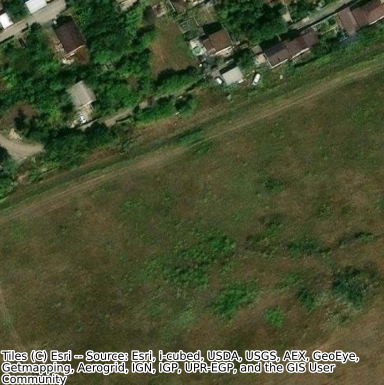 Tiles (C) Esri -- Source: Esri, i-cubed, USDA, USGS, AEX, GeoEye,
Getmapping, Aerogrid, IGN, IGP, UPR-EGP, and the GIS User
Community